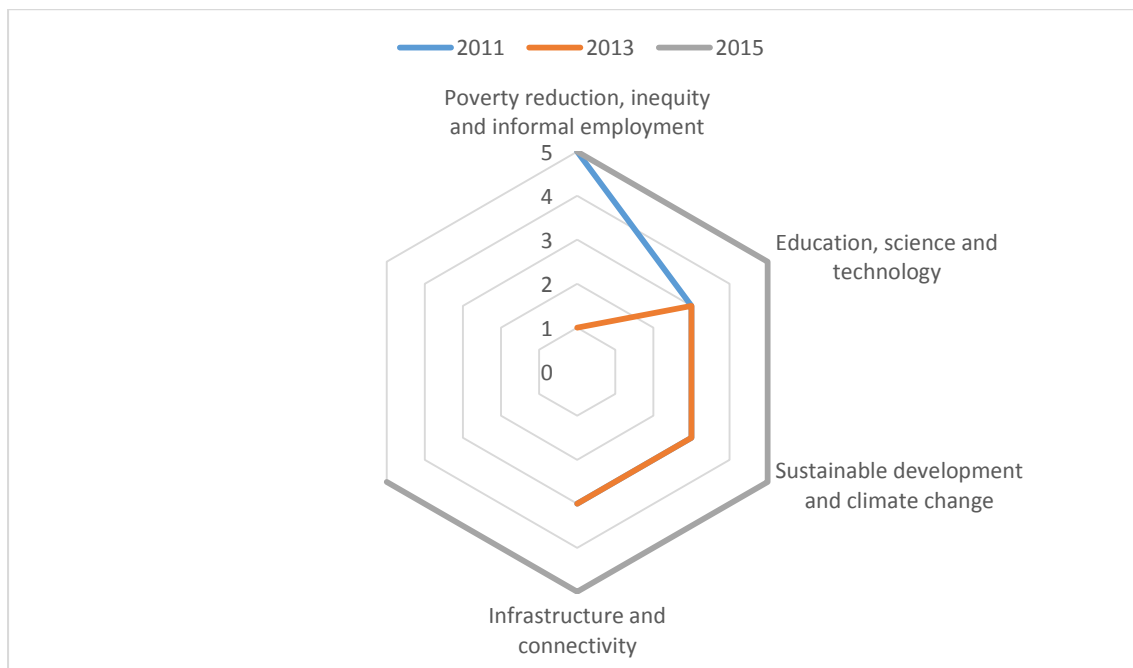 2011 2013 2015
Poverty reduction, inequity
and informal employment
5
4
3
2
1
0
Education, science and
technology
Sustainable development
and climate change
Infrastructure and
connectivity